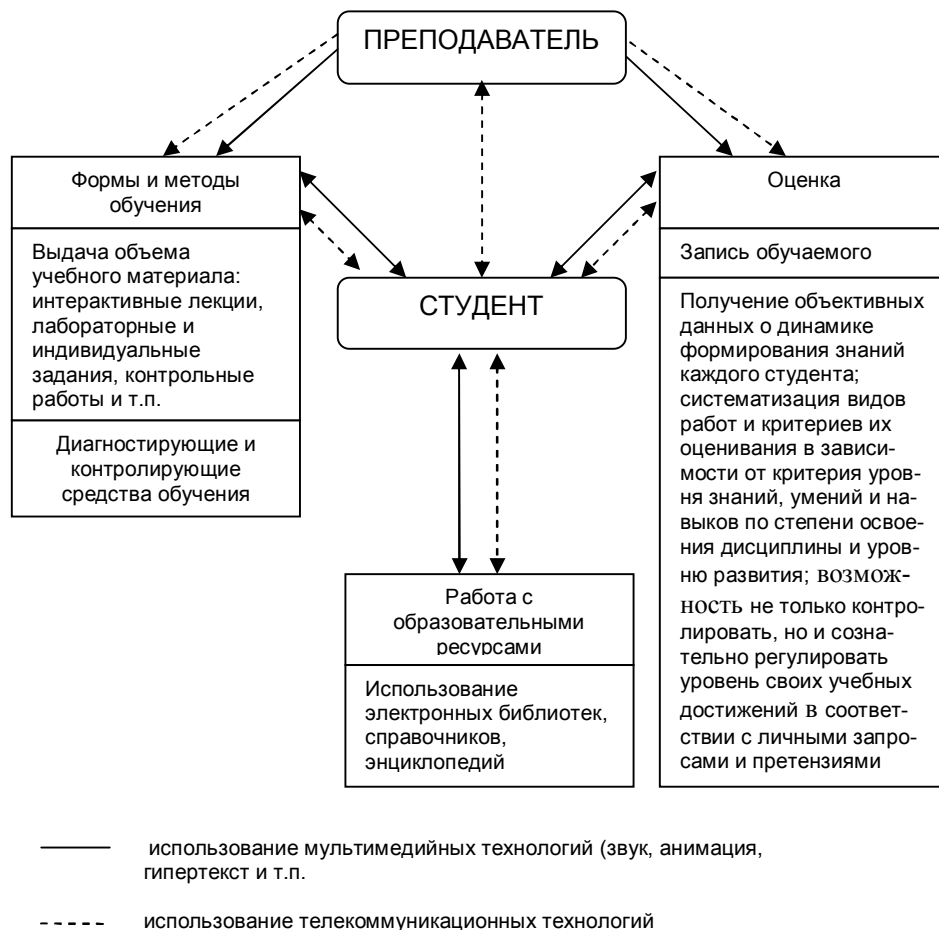 ПРЕПОДАВАТЕЛЬ
Формы и методы
обучения
Выдача объема
учебного материала:
интерактивные лекции,
лабораторные и
индивидуальные
задания, контрольные
работы и т.п.
Диагностирующие и
контролирующие
средства обучения
СТУДЕНТ
Работа с
образовательными
ресурсами
Использование
электронных библиотек,
справочников,
энциклопедий
Оценка
Запись обучаемого
Получение объективных
данных о динамике
формирования знаний
каждого студента;
систематизация видов
работ и критериев их
оценивания в зависи-
мости от критерия уров-
ня знаний, умений и на-
выков по степени освое-
ния дисциплины и уров-
ню развития; возмож-
ность не только контро-
лировать, но и созна-
тельно регулировать
уровень своих учебных
достижений в соответ-
ствии с личными запро-
сами и претензиями
использование мультимедийных технологий (звук, анимация,
гипертекст и т.п.
использование телекоммуникационных технологий